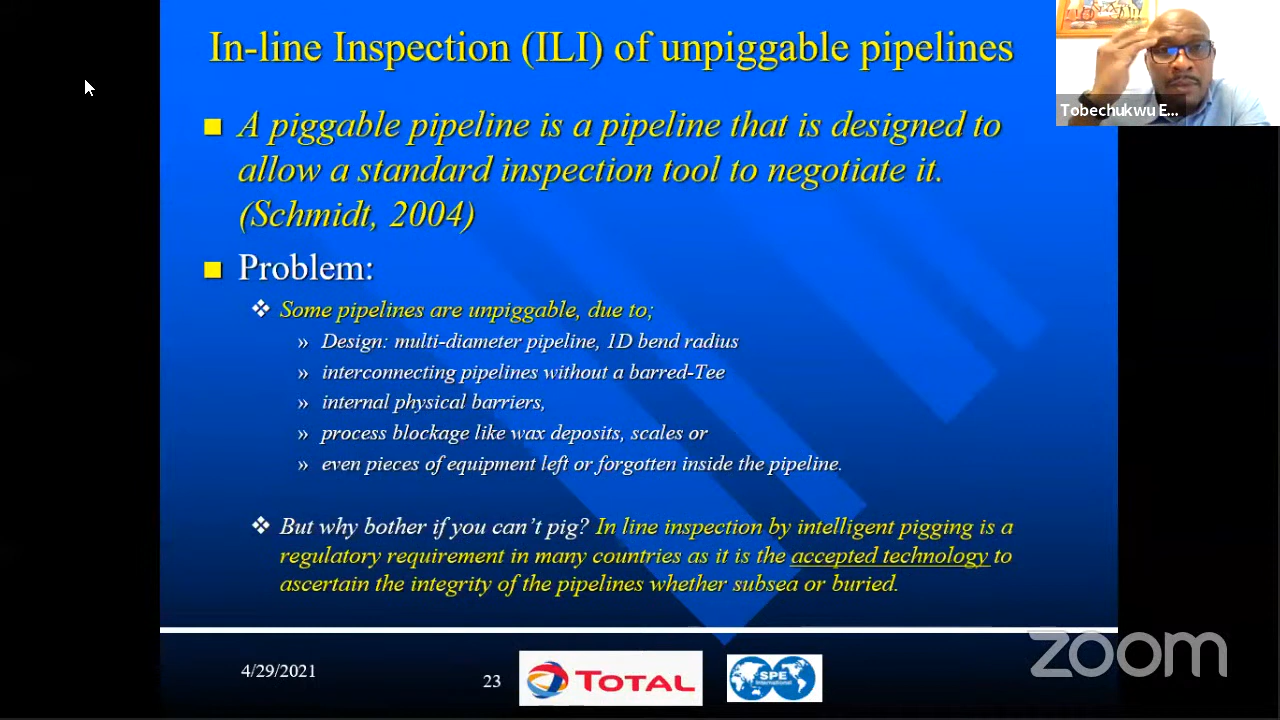 In-line Inspection (ILI) of unpiggable pipelines
Tobechukwu E...
A piggable pipeline is a pipeline that is designed to
allow a standard inspection tool to negotiate it.
(Schmidt, 2004)
Problem:
Some pipelines are unpiggable, due to;
» Design: multi-diameter pipeline, 1D bend radius
» interconnecting pipelines without a barred-Tee
» internal physical barriers,
» process blockage like wax deposits, scales or
» even pieces of equipment left or forgotten inside the pipeline.
But why bother if you can't pig? In line inspection by intelligent pigging is a
regulatory requirement in many countries as it is the accepted technology to
ascertain the integrity of the pipelines whether subsea or buried.
4/29/2021
23
TOTAL
SPE
International
zoom